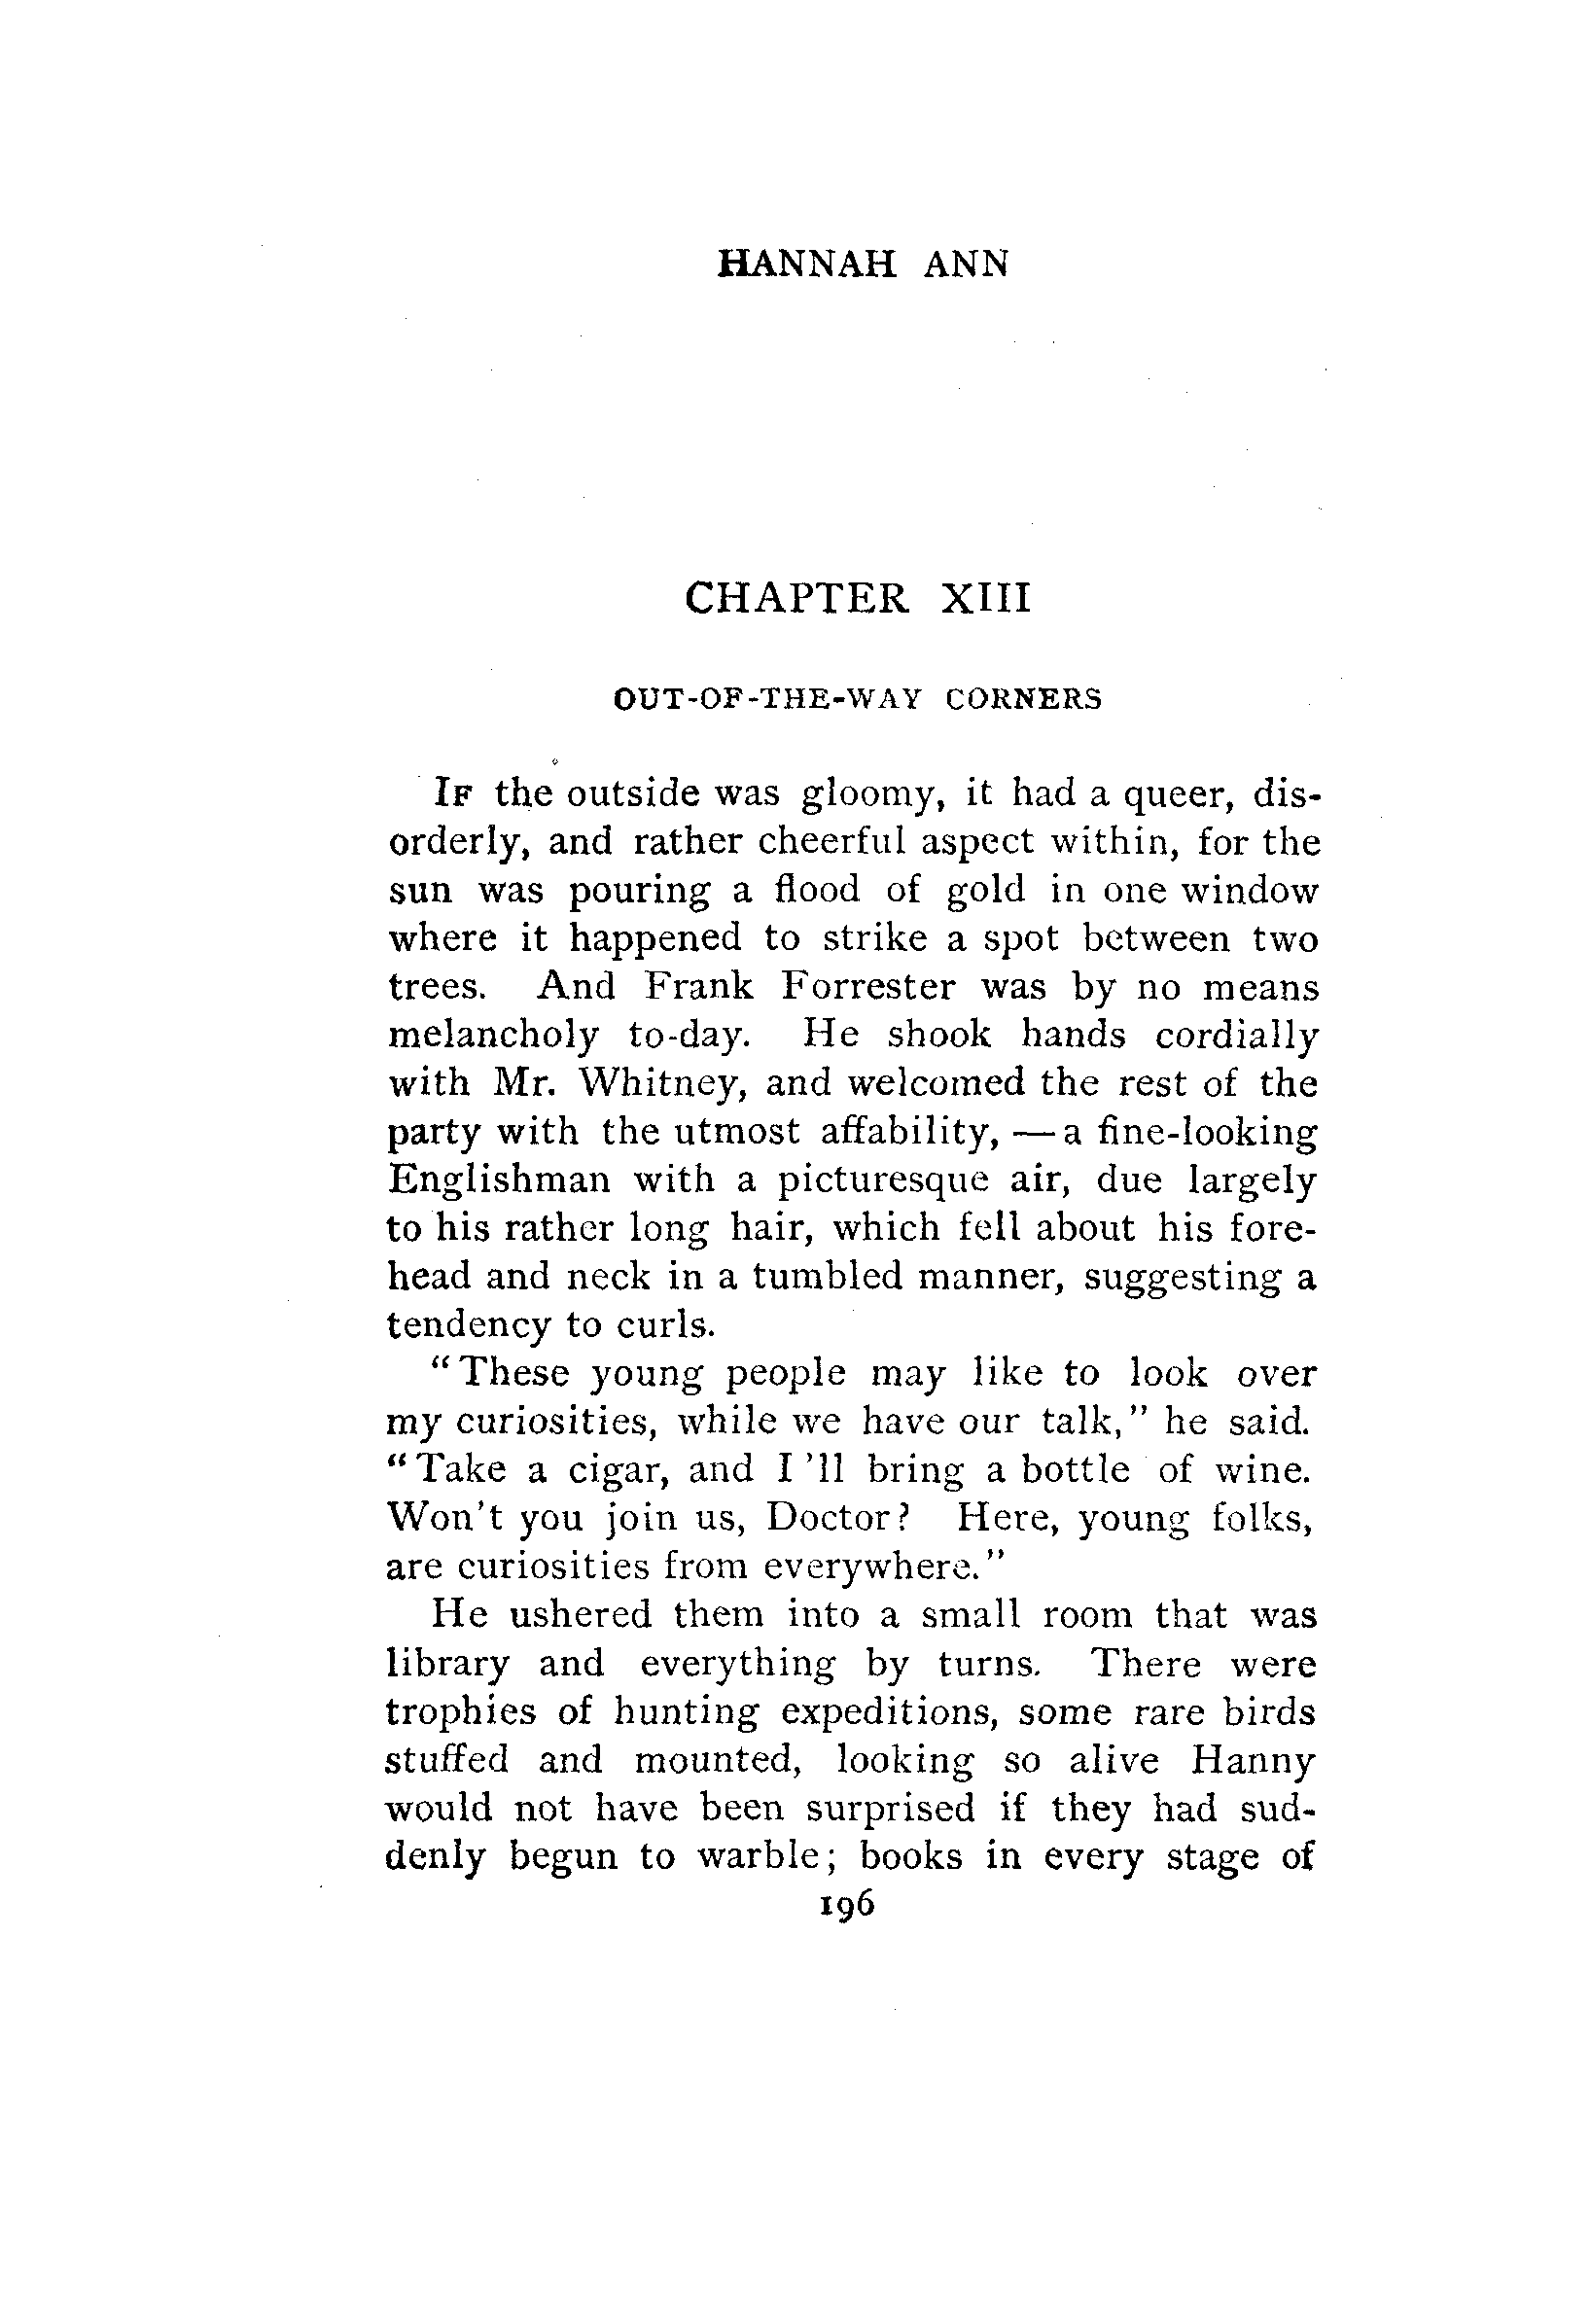 HANNAH ANN
CHAPTER XIII
OUT-OF-THE-WAY CORNERS
IF the outside was gloomy, it had a queer, dis-
orderly, and rather cheerful aspect within, for the
sun was pouring a flood of gold in one window
where it happened to strike a spot between two
trees. And Frank Forrester was by no means
melancholy to-day. He shook hands cordially
with Mr. Whitney, and welcomed the rest of the
party with the utmost affability, — a fine-looking
Englishman with a picturesque air, due largely
to his rather long hair, which fell about his fore-
head and neck in a tumbled manner, suggesting a
tendency to curls.
"These young people may like to look over
my curiosities, while we have our talk," he said.
"Take a cigar, and I 'll bring a bottle of wine.
Won't you join us, Doctor? Here, young folks,
are curiosities from everywhere."
He ushered them into a small room that was
library and everything by turns. There were
trophies of hunting expeditions, some rare birds
stuffed and mounted, looking so alive Hanny
would not have been surprised if they had sud-
denly begun to warble; books in every stage of
196